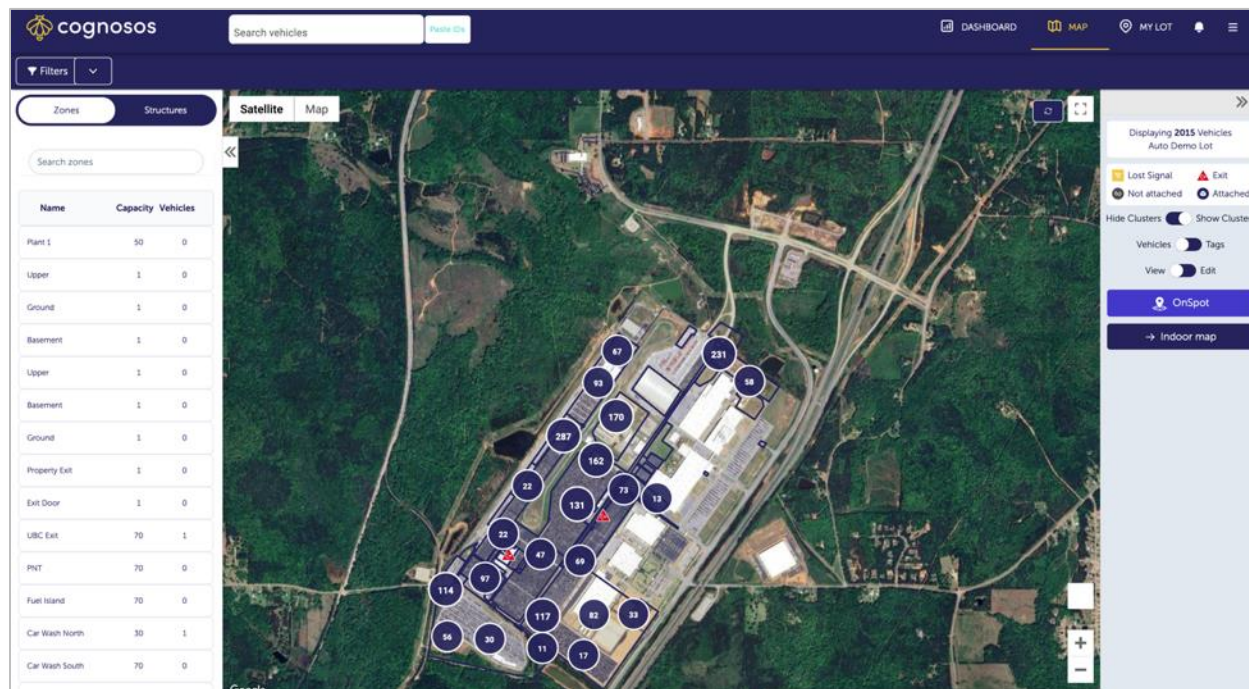 cognosos
Search vehicles
Paste IDs
DASHBOARD
MAP
MY LOT
Filters
Zones
Structures
Search zones
Name Capacity Vehicles
Plant 1 50 0
Upper 1 0
Ground 1 0
Basement 1 0
Upper 1 0
Basement 1 0
Ground 1 0
Property Exit 1 0
Exit Door 1 0
UBC Exit 70 1
PNT 70 0
Fuel Island 70 0
Car Wash North 30 1
Car Wash South 70 0
Satellite Map
67
231
93
58
170
287
162
22
73
13
131
22
47
69
97
114
117
82
33
56
30
11
17
Google
Displaying 2015 Vehicles
Auto Demo Lot
Lost Signal Exit
Not attached Attached
Hide Clusters Show Cluster
Vehicles Tags
View Edit
OnSpot
→ Indoor map
+
−